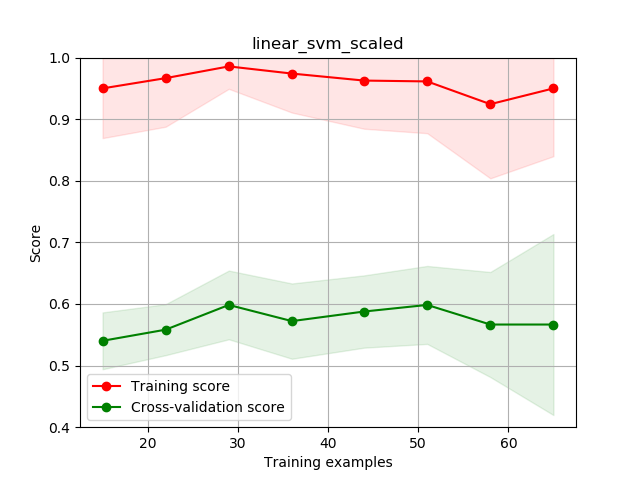 linear_svm_scaled
1.0
0.9
0.8
0.7
0.6
0.5
0.4
Score
Training score
Cross-validation score
20 30 40 50 60
Training examples